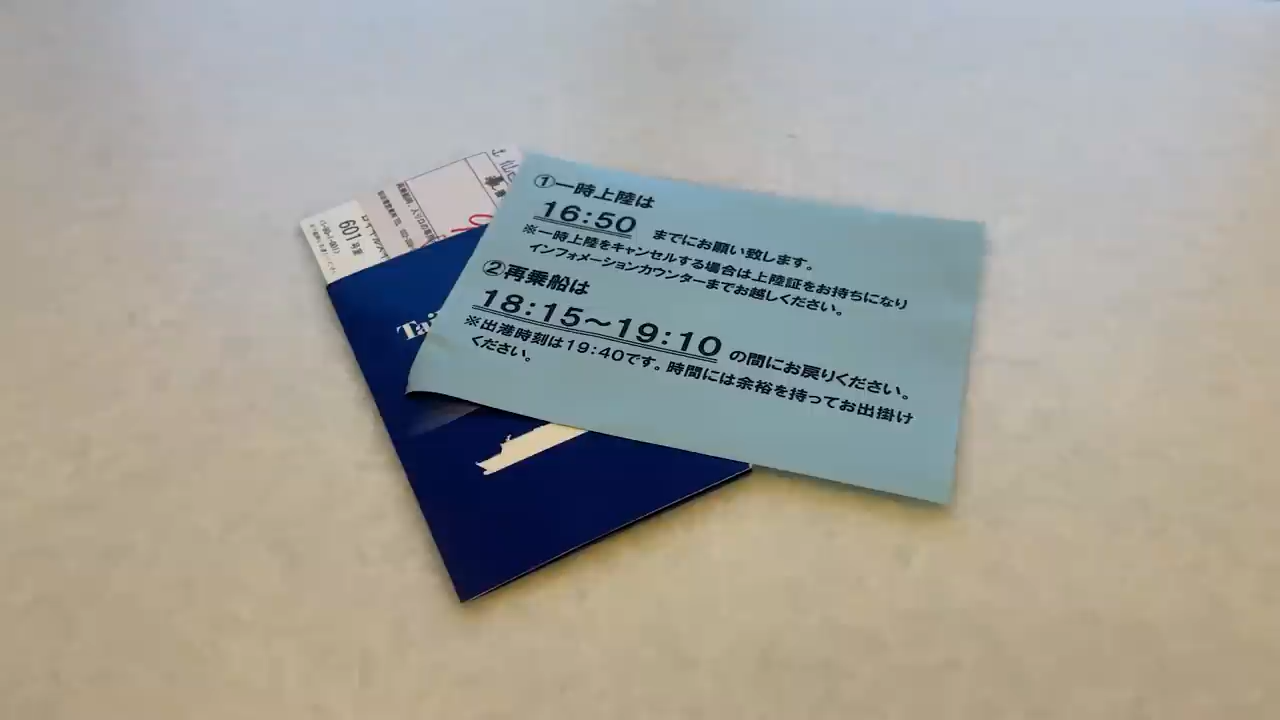 ①一時上陸は
16:50 までにお願い致します。
※一時上陸をキャンセルする場合は上陸証をお持ちになり
インフォメーションカウンターまでお越しください。
②再乗船は
18:15～19:10 の間にお戻りください。
※出港時刻は19:40です。時間には余裕を持ってお出掛け
ください。
601
Tai